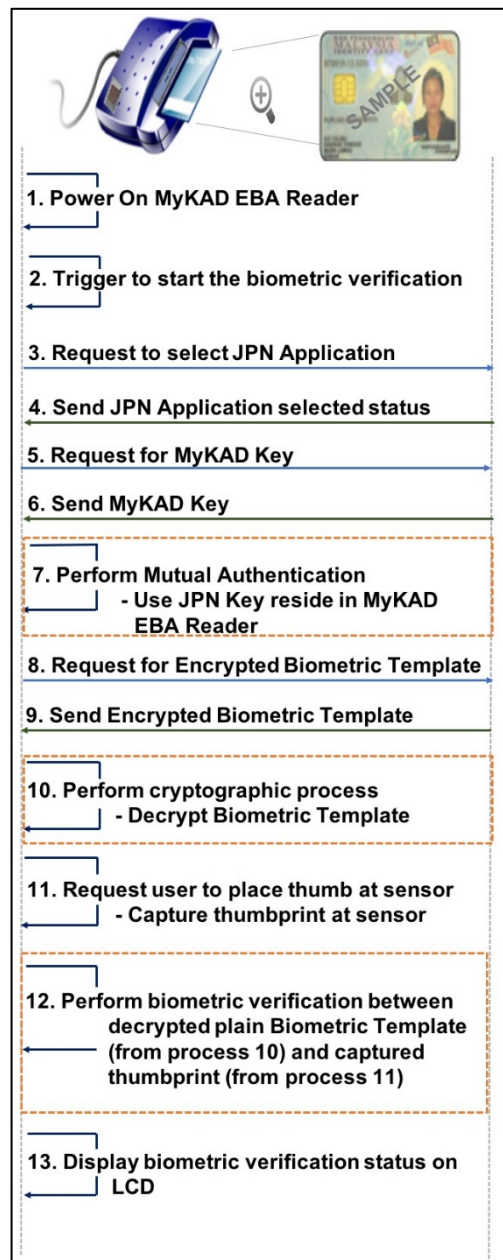 MALAYSIA
IDENTITY CARD
SAMPLE
1. Power On MyKAD EBA Reader
2. Trigger to start the biometric verification
3. Request to select JPN Application
4. Send JPN Application selected status
5. Request for MyKAD Key
6. Send MyKAD Key
7. Perform Mutual Authentication
- Use JPN Key reside in MyKAD
EBA Reader
8. Request for Encrypted Biometric Template
9. Send Encrypted Biometric Template
10. Perform cryptographic process
- Decrypt Biometric Template
11. Request user to place thumb at sensor
- Capture thumbprint at sensor
12. Perform biometric verification between
decrypted plain Biometric Template
(from process 10) and captured
thumbprint (from process 11)
13. Display biometric verification status on
LCD